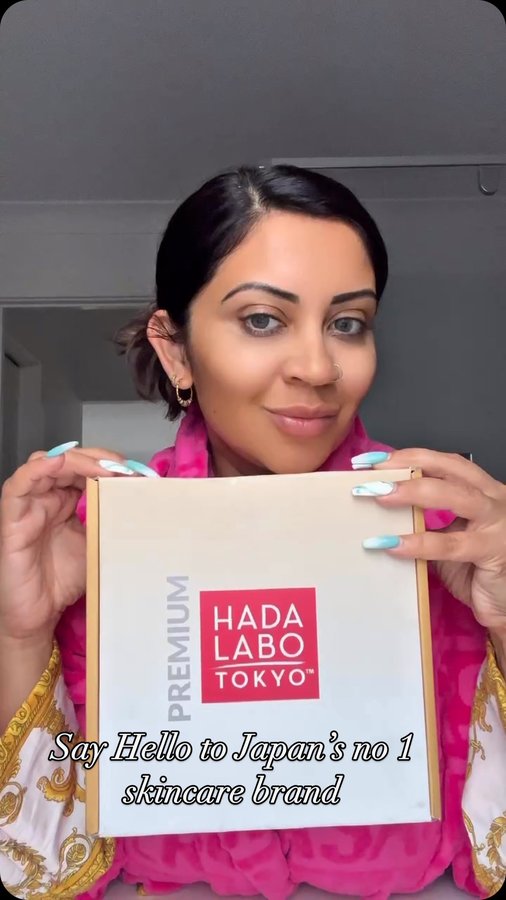 PREMIUM
HADA
LABO
TOKYO™
Say Hello to Japan's no 1
skincare brand